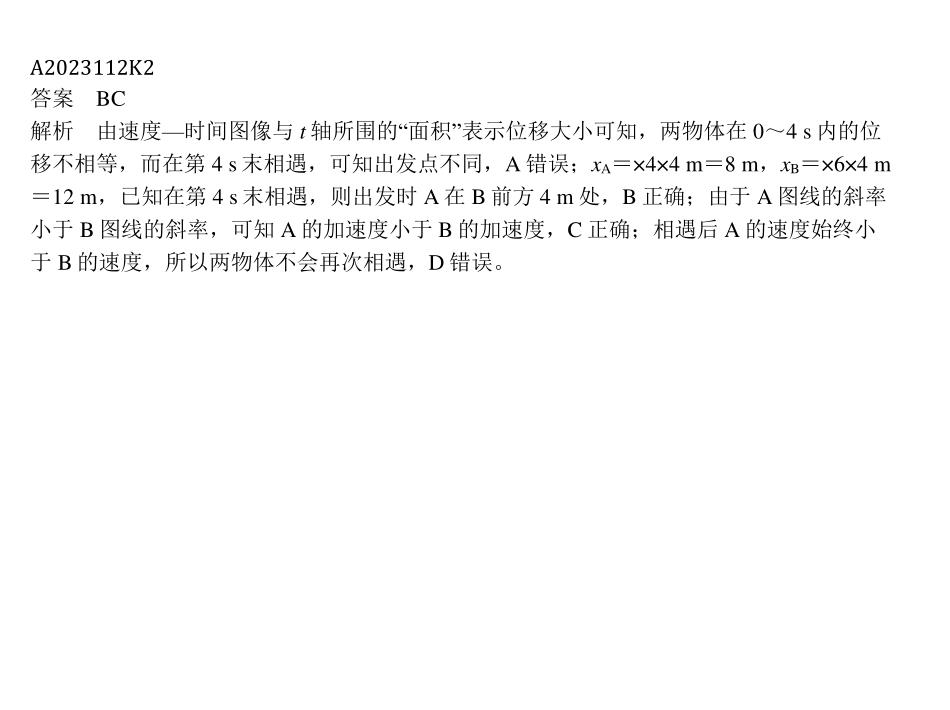 A2023112K2
答案　BC
解析　由速度—时间图像与 t 轴所围的“面积”表示位移大小可知，两物体在 0～4 s 内的位
移不相等，而在第 4 s 末相遇，可知出发点不同，A 错误；xA＝×4×4 m＝8 m，xB＝×6×4 m
＝12 m，已知在第 4 s 末相遇，则出发时 A 在 B 前方 4 m 处，B 正确；由于 A 图线的斜率
小于 B 图线的斜率，可知 A 的加速度小于 B 的加速度，C 正确；相遇后 A 的速度始终小
于 B 的速度，所以两物体不会再次相遇，D 错误。